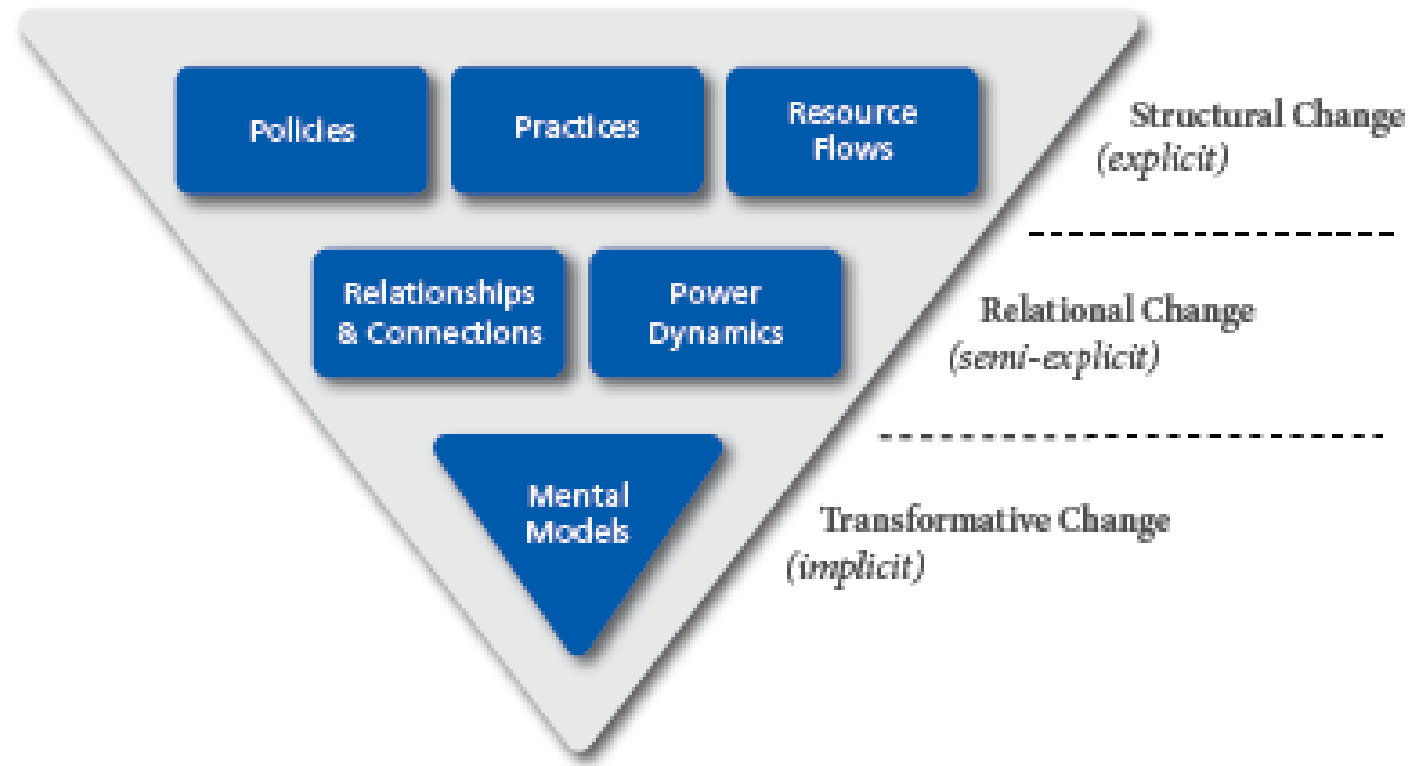 Policies
Practices
Resource
Flows
Structural Change
(explicit)
Relationships
& Connections
Power
Dynamics
Relational Change
(semi-explicit)
Mental
Models
Transformative Change
(implicit)